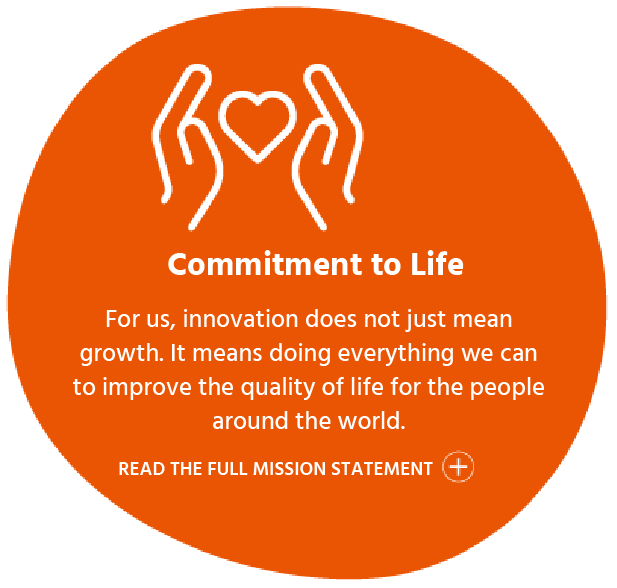 Commitment to Life
For us, innovation does not just mean
growth. It means doing everything we can
to improve the quality of life for the people
around the world.
READ THE FULL MISSION STATEMENT